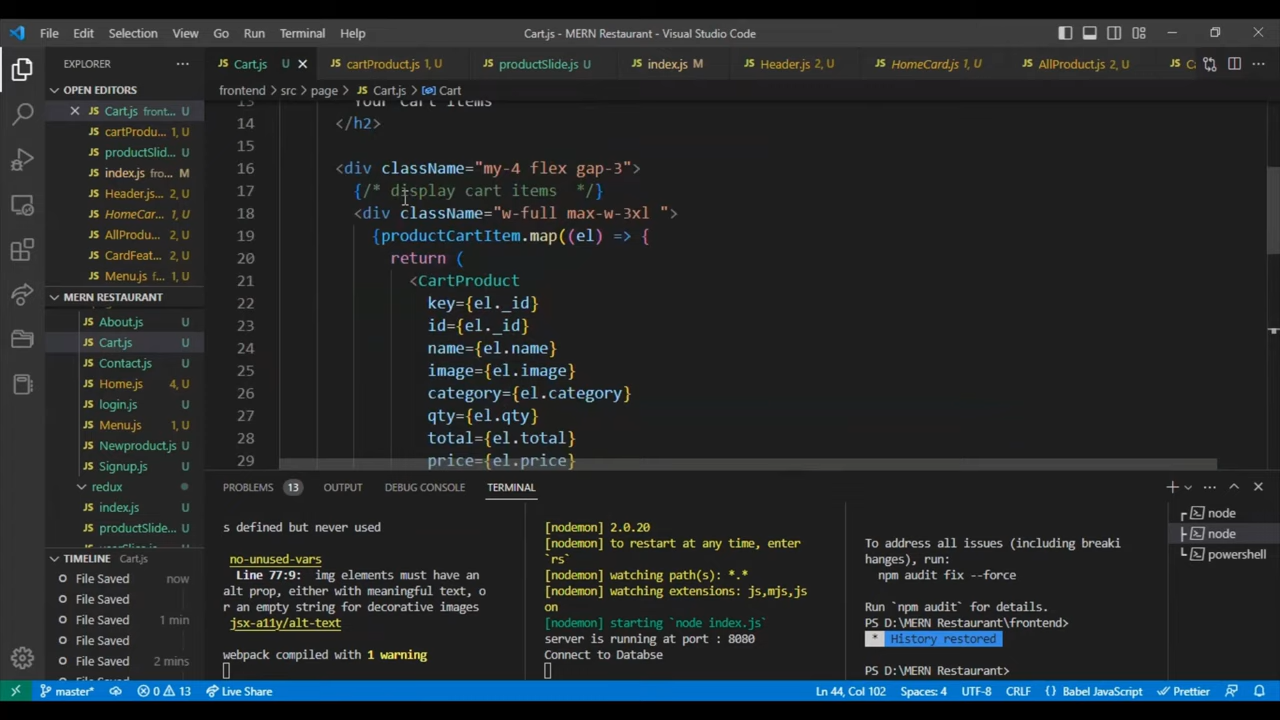 File Edit Selection View Go Run Terminal Help
Cart.js - MERN Restaurant - Visual Studio Code
EXPLORER
JS Cart.js U
JS cartProduct.js 1, U
JS productSlide.js U
JS index.js M
JS Header.js 2, U
JS HomeCard.js 1, U
JS AllProduct.js 2, U
JS Ca
OPEN EDITORS
frontend > src > page > JS Cart.js > Cart
JS Cart.js front... U
JS cartProdu... 1, U
JS productSlid... U
JS index.js fro... M
JS Header.js... 2, U
JS HomeCar... 1, U
JS AllProdu... 2, U
JS CardFeat... 1, U
JS Menu.js f... 1, U
MERN RESTAURANT
JS About.js U
JS Cart.js U
JS Contact.js U
JS Home.js 4, U
JS login.js U
JS Menu.js 1, U
JS Newproduct.js U
JS Signup.js U
redux
JS index.js U
JS productSlide... U
TIMELINE Cart.js
File Saved now
File Saved
File Saved 1 min
File Saved
File Saved 2 mins
File Saved
13 Your Cart Items
14 </h2>
15
16 <div className="my-4 flex gap-3">
17 {/* display cart items  */}
18 <div className="w-full max-w-3xl ">
19 {productCartItem.map((el) => {
20 return (
21 <CartProduct
22 key={el._id}
23 id={el._id}
24 name={el.name}
25 image={el.image}
26 category={el.category}
27 qty={el.qty}
28 total={el.total}
29 price={el.price}
PROBLEMS 13 OUTPUT DEBUG CONSOLE TERMINAL
s defined but never used
no-unused-vars
Line 77:9:  img elements must have an
alt prop, either with meaningful text, o
r an empty string for decorative images
jsx-a11y/alt-text
webpack compiled with 1 warning
[nodemon] 2.0.20
[nodemon] to restart at any time, enter
`rs`
[nodemon] watching path(s): *.*
[nodemon] watching extensions: js,mjs,js
on
[nodemon] starting `node index.js`
server is running at port : 8080
Connect to Databse
To address all issues (including breaki
hanges), run:
npm audit fix --force
Run `npm audit` for details.
PS D:\MERN Restaurant\frontend>
* History restored
PS D:\MERN Restaurant>
node
node
powershell
master* 0 13 Live Share
Ln 44, Col 102 Spaces: 4 UTF-8 CRLF {} Babel JavaScript Prettier